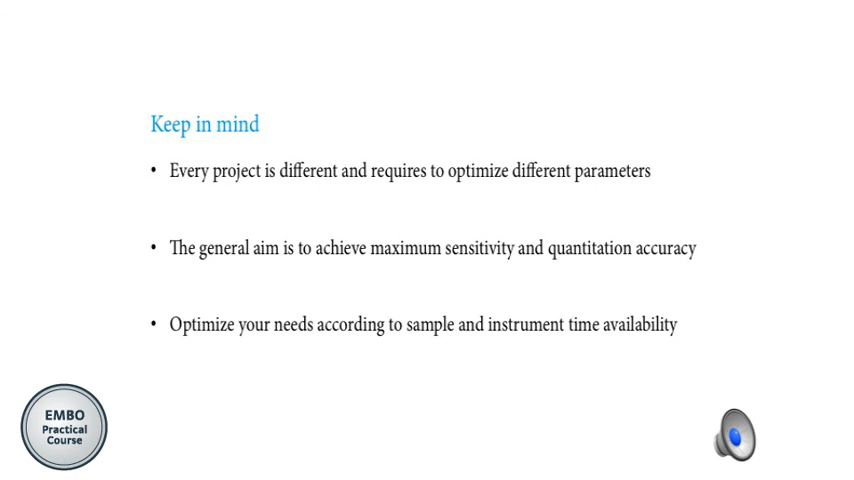 Keep in mind
• Every project is different and requires to optimize different parameters
• The general aim is to achieve maximum sensitivity and quantitation accuracy
• Optimize your needs according to sample and instrument time availability
EMBO
Practical
Course